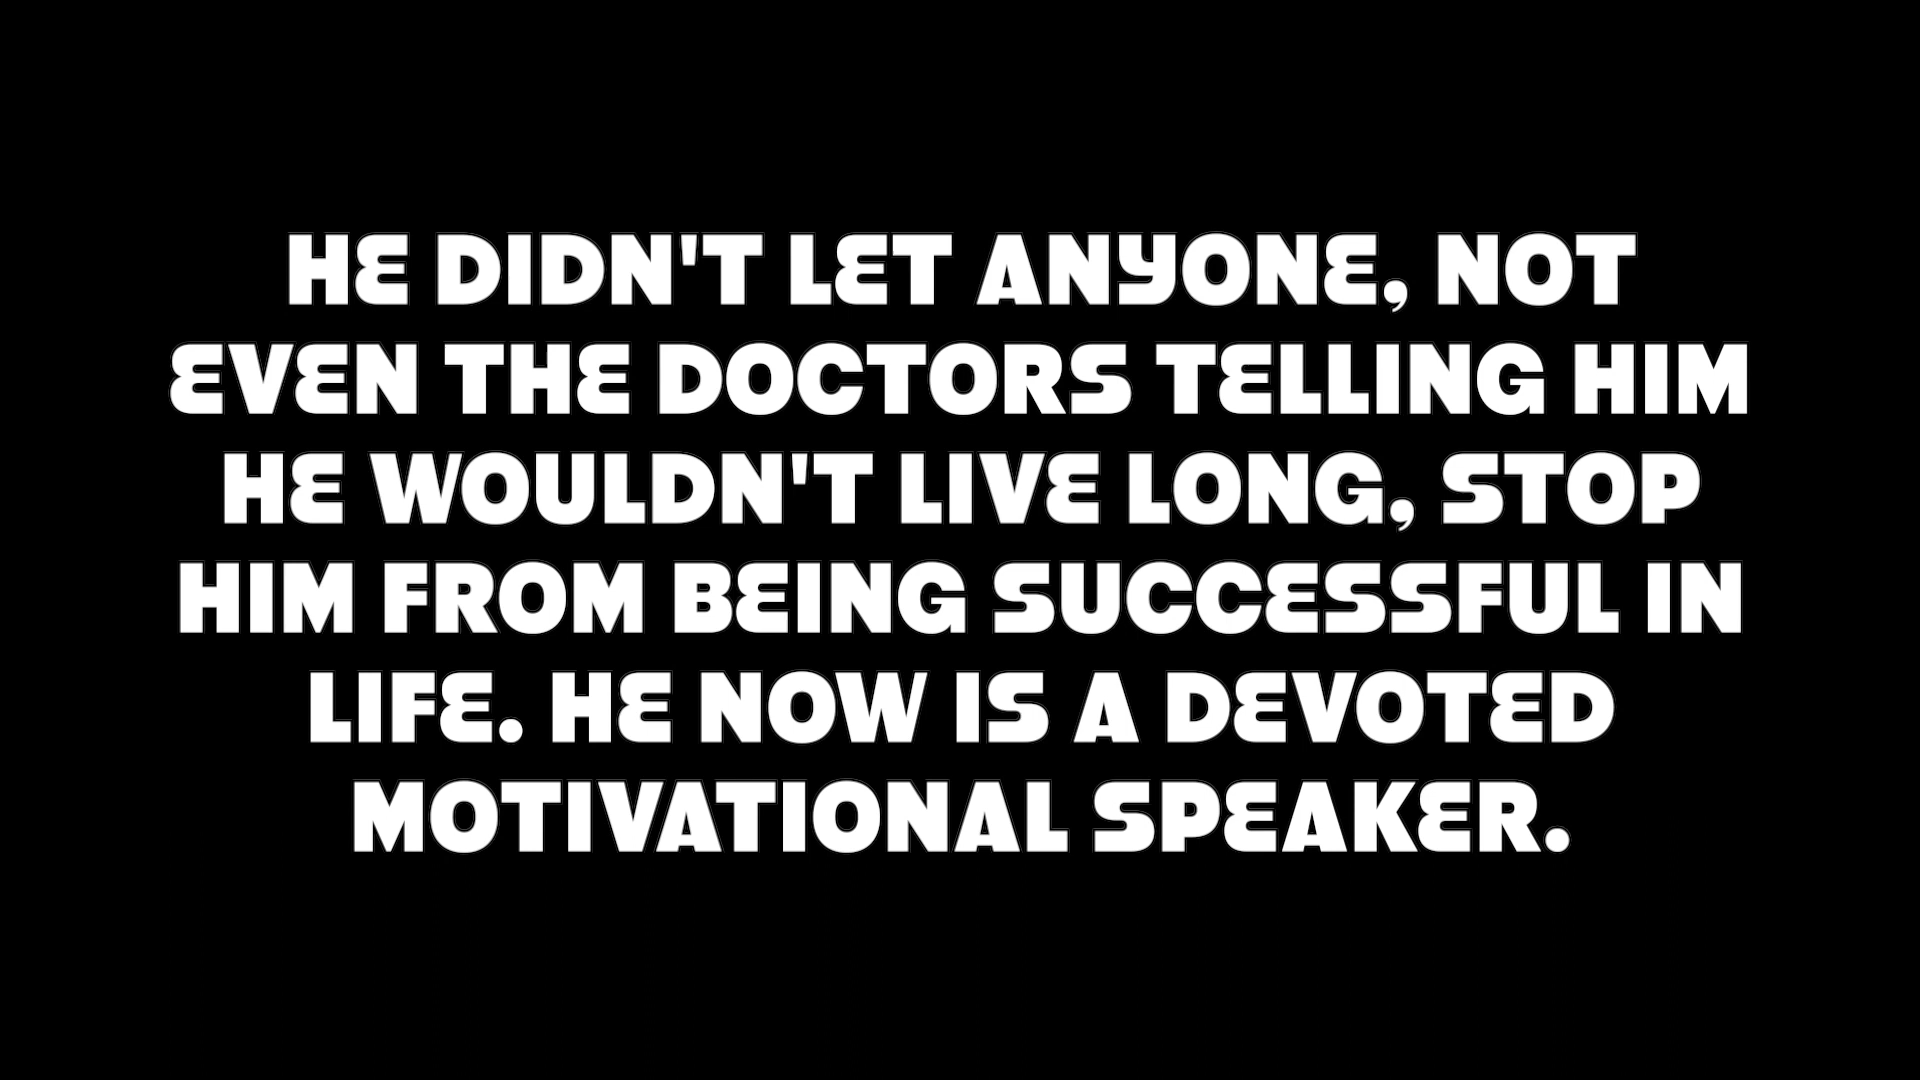 HE DIDN'T LET ANYONE, NOT
EVEN THE DOCTORS TELLING HIM
HE WOULDN'T LIVE LONG, STOP
HIM FROM BEING SUCCESSFUL IN
LIFE. HE NOW IS A DEVOTED
MOTIVATIONAL SPEAKER.